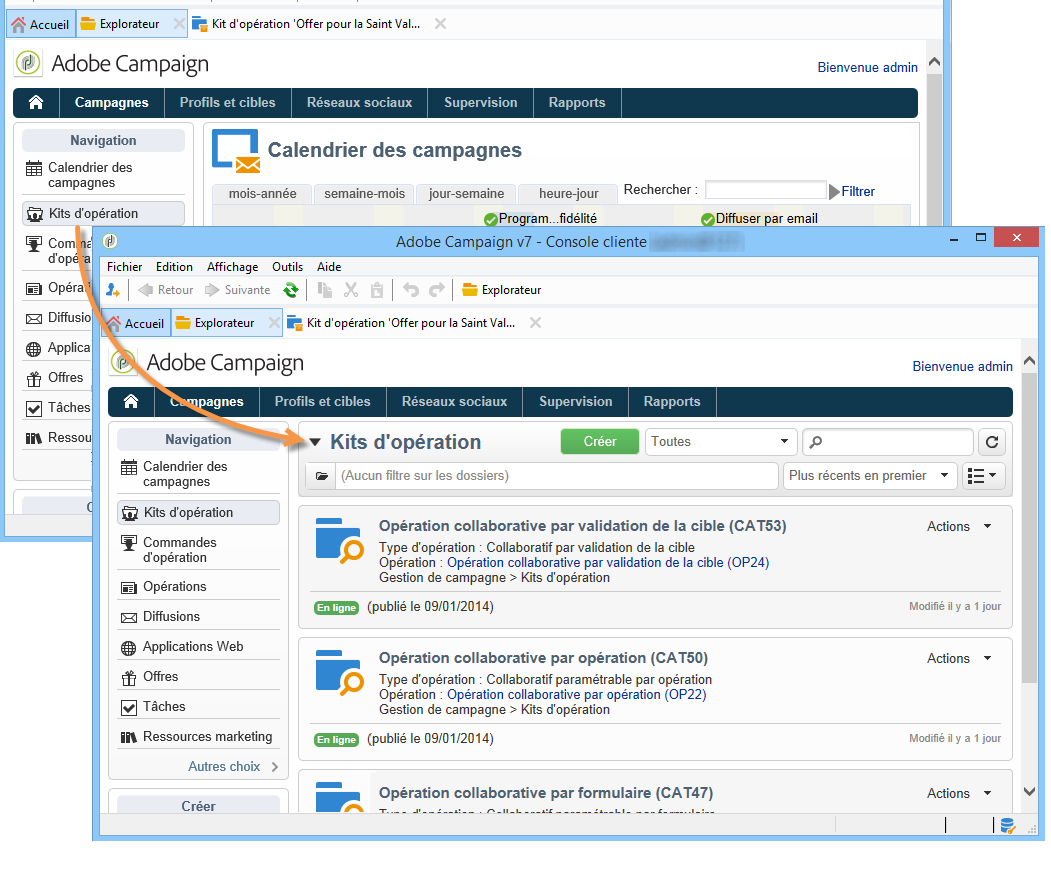 Accueil Explorateur Kit d'opération 'Offer pour la Saint Val...
Adobe Campaign
Bienvenue admin
Campagnes Profils et cibles Réseaux sociaux Supervision Rapports
Navigation
Calendrier des campagnes
Kits d'opération
Comma
d'opéra
Opéra
Diffusio
Applica
Offres
Tâches
Ressou
C
Calendrier des campagnes
mois-année semaine-mois jour-semaine heure-jour Rechercher : Filtrer
Program...fidélité Diffuser par email
Adobe Campaign v7 - Console cliente
Fichier Edition Affichage Outils Aide
Retour Suivante Explorateur
Accueil Explorateur Kit d'opération 'Offer pour la Saint Val...
Adobe Campaign
Bienvenue admin
Campagnes Profils et cibles Réseaux sociaux Supervision Rapports
Navigation
Calendrier des
campagnes
Kits d'opération
Commandes
d'opération
Opérations
Diffusions
Applications Web
Offres
Tâches
Ressources marketing
Autres choix
Créer
Kits d'opération Créer Toutes
(Aucun filtre sur les dossiers) Plus récents en premier
Opération collaborative par validation de la cible (CAT53) Actions
Type d'opération : Collaboratif par validation de la cible
Opération : Opération collaborative par validation de la cible (OP24)
Gestion de campagne > Kits d'opération
En ligne (publié le 09/01/2014) Modifié il y a 1 jour
Opération collaborative par opération (CAT50) Actions
Type d'opération : Collaboratif paramétrable par opération
Opération : Opération collaborative par opération (OP22)
Gestion de campagne > Kits d'opération
En ligne (publié le 09/01/2014) Modifié il y a 1 jour
Opération collaborative par formulaire (CAT47) Actions
Type d'opération : Collaboratif paramétrable par formulaire